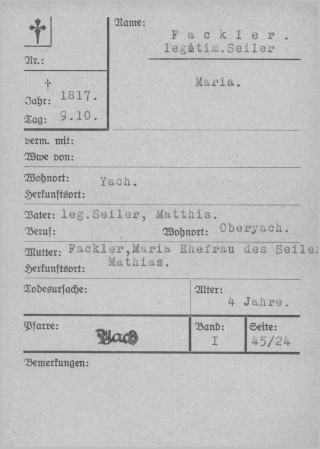 Name:
F a c k l e r .
legitim.Seiler
Nr.:
Maria.
†
Jahr: 1817.
Tag: 9.10.
verm. mit:
Wwe von:
Wohnort: Yach.
Herkunftsort:
Vater: leg.Seiler, Matthis.
Beruf: Wohnort: Oberyach.
Mutter: Fackler,Maria Ehefrau des Seiler
Herkunftsort: Mathias.
Todesursache: Alter:
4 Jahre.
Pfarre: Yach Band: Seite:
I 45/24
Bemerkungen: